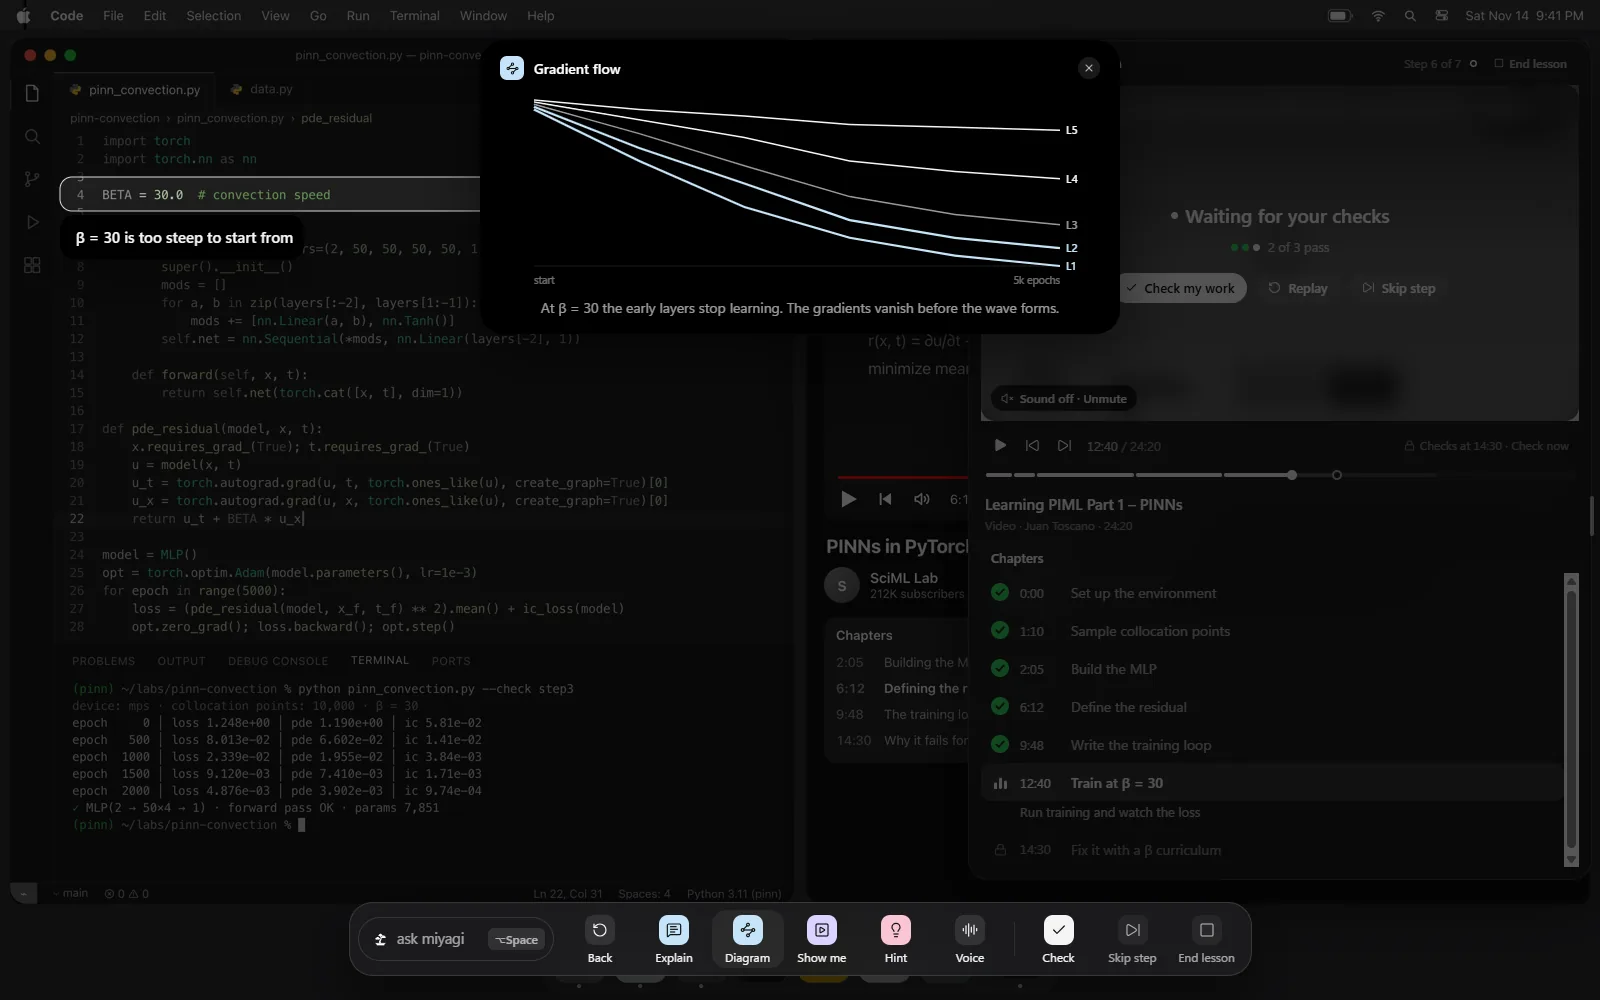 Code File Edit Selection View Go Run Terminal Window Help
Sat Nov 14 9:41 PM
pinn_convection.py — pinn-conve
pinn_convection.py
data.py
pinn-convection › pinn_convection.py › pde_residual
1 import torch
2 import torch.nn as nn
3
4 BETA = 30.0 # convection speed
5
β = 30 is too steep to start from
rs=(2, 50, 50, 50, 50, 1
8 super().__init__()
9 mods = []
10 for a, b in zip(layers[:-2], layers[1:-1]):
11 mods += [nn.Linear(a, b), nn.Tanh()]
12 self.net = nn.Sequential(*mods, nn.Linear(layers[-2], 1))
13
14 def forward(self, x, t):
15 return self.net(torch.cat([x, t], dim=1))
16
17 def pde_residual(model, x, t):
18 x.requires_grad_(True); t.requires_grad_(True)
19 u = model(x, t)
20 u_t = torch.autograd.grad(u, t, torch.ones_like(u), create_graph=True)[0]
21 u_x = torch.autograd.grad(u, x, torch.ones_like(u), create_graph=True)[0]
22 return u_t + BETA * u_x
23
24 model = MLP()
25 opt = torch.optim.Adam(model.parameters(), lr=1e-3)
26 for epoch in range(5000):
27 loss = (pde_residual(model, x_f, t_f) ** 2).mean() + ic_loss(model)
28 opt.zero_grad(); loss.backward(); opt.step()
PROBLEMS OUTPUT DEBUG CONSOLE TERMINAL PORTS
(pinn) ~/labs/pinn-convection % python pinn_convection.py --check step3
device: mps · collocation points: 10,000 · β = 30
epoch 0 | loss 1.248e+00 | pde 1.190e+00 | ic 5.81e-02
epoch 500 | loss 8.013e-02 | pde 6.602e-02 | ic 1.41e-02
epoch 1000 | loss 2.339e-02 | pde 1.955e-02 | ic 3.84e-03
epoch 1500 | loss 9.120e-03 | pde 7.410e-03 | ic 1.71e-03
epoch 2000 | loss 4.876e-03 | pde 3.902e-03 | ic 9.74e-04
✓ MLP(2 → 50×4 → 1) · forward pass OK · params 7,851
(pinn) ~/labs/pinn-convection %
main 0 0
Ln 22, Col 31 Spaces: 4 Python 3.11 (pinn)
Gradient flow
L5
L4
L3
L2
L1
start 5k epochs
At β = 30 the early layers stop learning. The gradients vanish before the wave forms.
r(x, t) = ∂u/∂t
minimize mea
6:1
PINNs in PyTorc
S
SciML Lab
212K subscribers
Chapters
2:05 Building the M
6:12 Defining the r
9:48 The training lo
14:30 Why it fails for
Step 6 of 7
End lesson
• Waiting for your checks
2 of 3 pass
Check my work Replay Skip step
Sound off · Unmute
12:40 / 24:20
Checks at 14:30 · Check now
Learning PIML Part 1 – PINNs
Video · Juan Toscano · 24:20
Chapters
0:00 Set up the environment
1:10 Sample collocation points
2:05 Build the MLP
6:12 Define the residual
9:48 Write the training loop
12:40 Train at β = 30
Run training and watch the loss
14:30 Fix it with a β curriculum
ask miyagi ⌥Space
Back
Explain
Diagram
Show me
Hint
Voice
Check
Skip step
End lesson